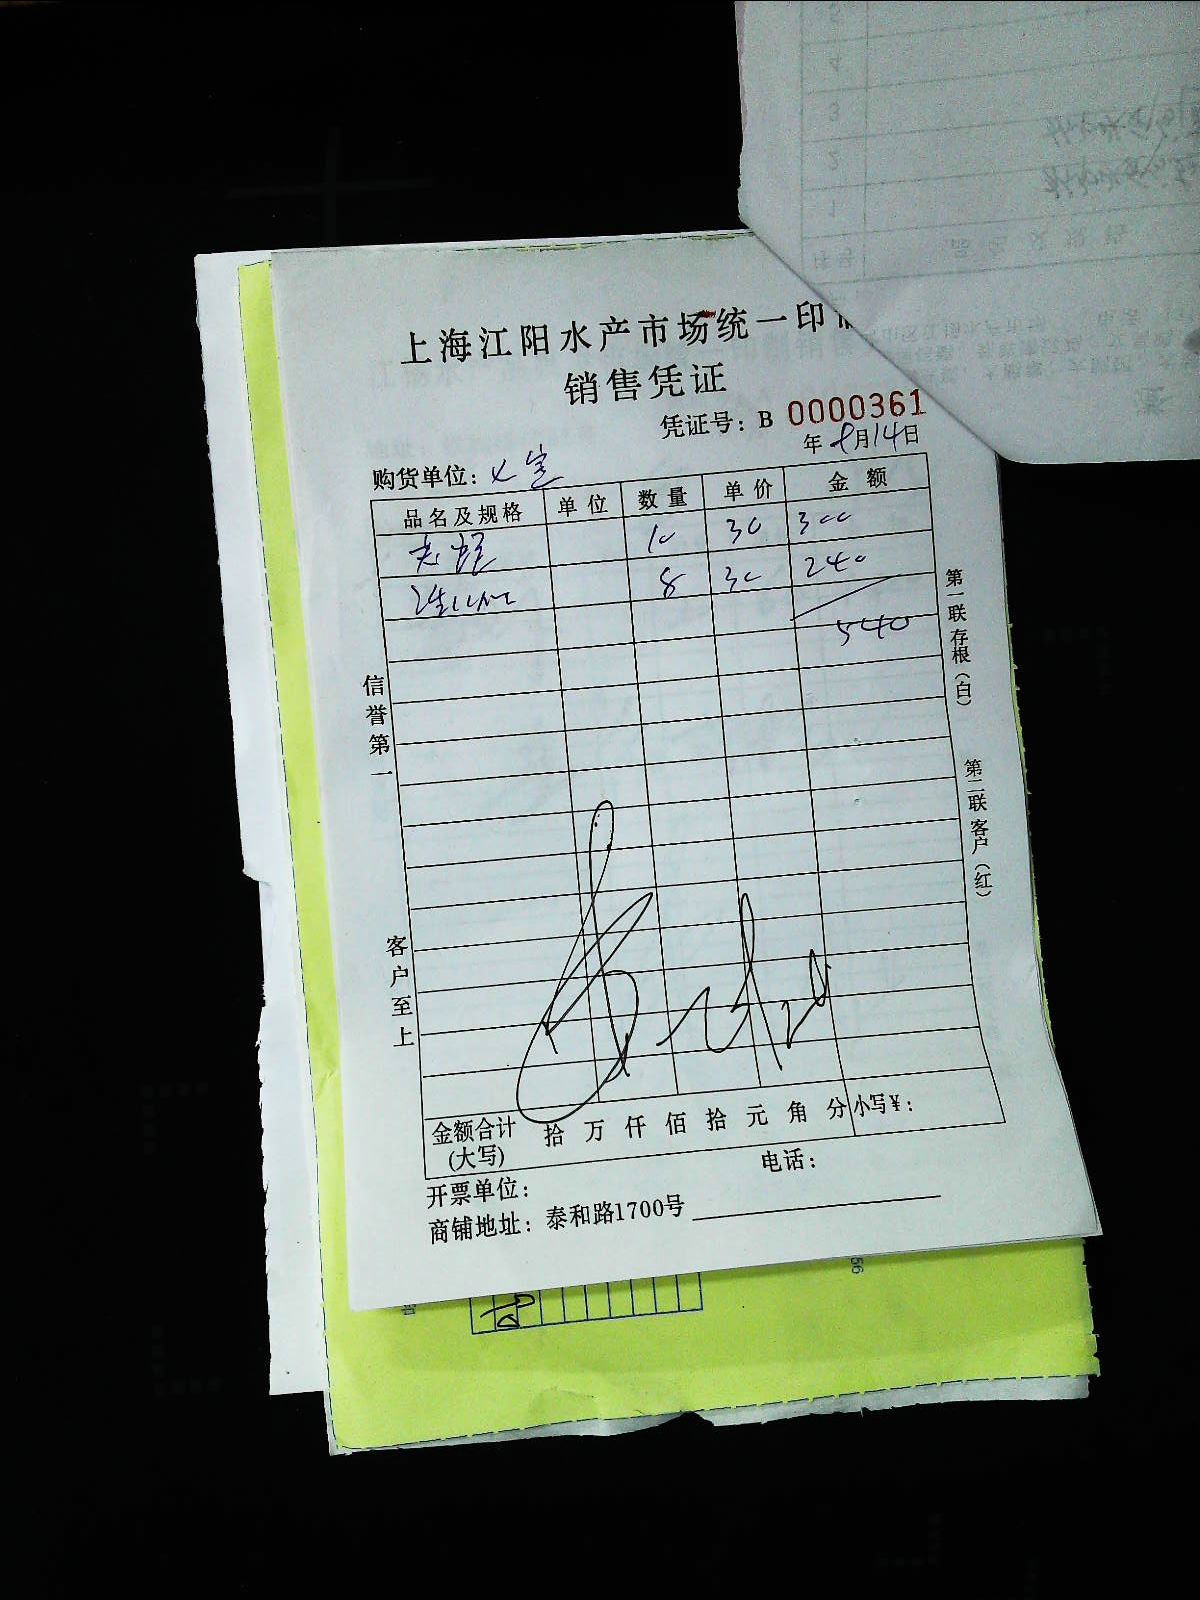 上海江阳水产市场统一印
销售凭证
凭证号：B 0000361
年 8月14日
购货单位：七宝
品名及规格 单位 数量 单价 金额
10 30 300
8 30 240
540
信誉第一
客户至上
第一联存根（白）
第二联客户（红）
金额合计（大写） 拾 万 仟 佰 拾 元 角 分 小写¥：
开票单位： 电话：
商铺地址：泰和路1700号